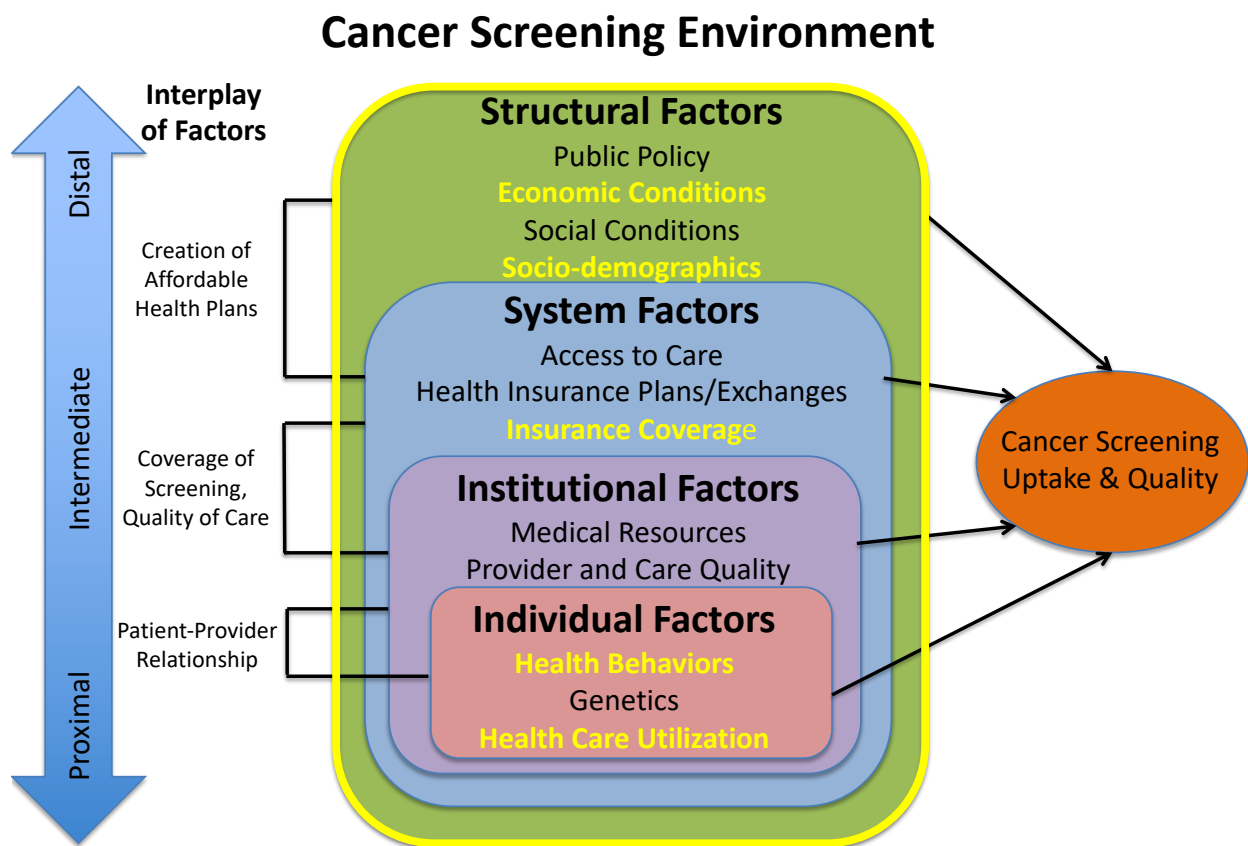 Cancer Screening Environment
Interplay
of Factors
Distal
Intermediate
Proximal
Creation of
Affordable
Health Plans
Coverage of
Screening,
Quality of Care
Patient-Provider
Relationship
Structural Factors
Public Policy
Economic Conditions
Social Conditions
Socio-demographics
System Factors
Access to Care
Health Insurance Plans/Exchanges
Insurance Coverage
Institutional Factors
Medical Resources
Provider and Care Quality
Individual Factors
Health Behaviors
Genetics
Health Care Utilization
Cancer Screening
Uptake & Quality